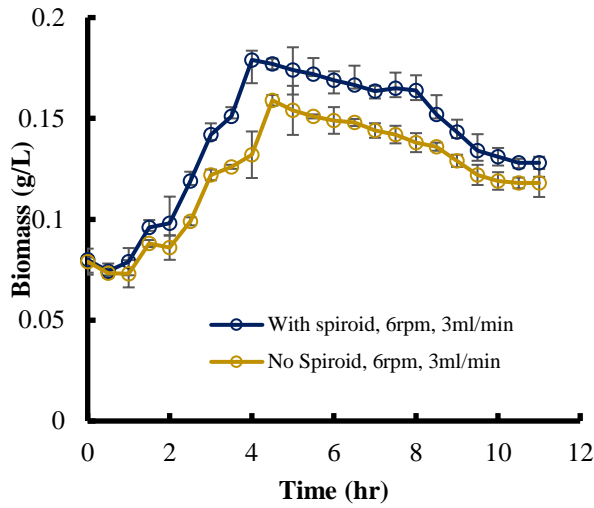 0.2
0.15
0.1
0.05
0
Biomass (g/L)
With spiroid, 6rpm, 3ml/min
No Spiroid, 6rpm, 3ml/min
0 2 4 6 8 10 12
Time (hr)